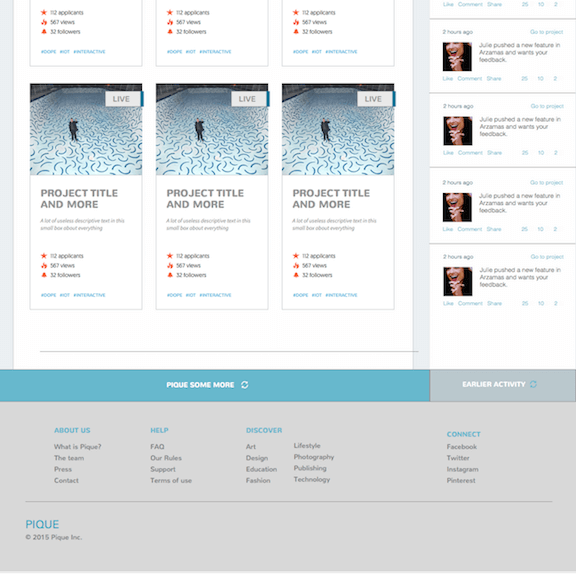 112 applicants
567 views
32 followers
#DOPE #IOT #INTERACTIVE
112 applicants
567 views
32 followers
#DOPE #IOT #INTERACTIVE
112 applicants
567 views
32 followers
#DOPE #IOT #INTERACTIVE
LIVE
PROJECT TITLE
AND MORE
A lot of useless descriptive text in this
small box about everything
112 applicants
567 views
32 followers
#DOPE #IOT #INTERACTIVE
LIVE
PROJECT TITLE
AND MORE
A lot of useless descriptive text in this
small box about everything
112 applicants
567 views
32 followers
#DOPE #IOT #INTERACTIVE
LIVE
PROJECT TITLE
AND MORE
A lot of useless descriptive text in this
small box about everything
112 applicants
567 views
32 followers
#DOPE #IOT #INTERACTIVE
Like Comment Share 25 10 2
2 hours ago Go to project
Julie pushed a new feature in
Arzamas and wants your
feedback.
Like Comment Share 25 10 2
2 hours ago Go to project
Julie pushed a new feature in
Arzamas and wants your
feedback.
Like Comment Share 25 10 2
2 hours ago Go to project
Julie pushed a new feature in
Arzamas and wants your
feedback.
Like Comment Share 25 10 2
2 hours ago Go to project
Julie pushed a new feature in
Arzamas and wants your
feedback.
Like Comment Share 25 10 2
PIQUE SOME MORE
EARLIER ACTIVITY
ABOUT US
What is Pique?
The team
Press
Contact
HELP
FAQ
Our Rules
Support
Terms of use
DISCOVER
Art
Design
Education
Fashion
Lifestyle
Photography
Publishing
Technology
CONNECT
Facebook
Twitter
Instagram
Pinterest
PIQUE
© 2015 Pique Inc.